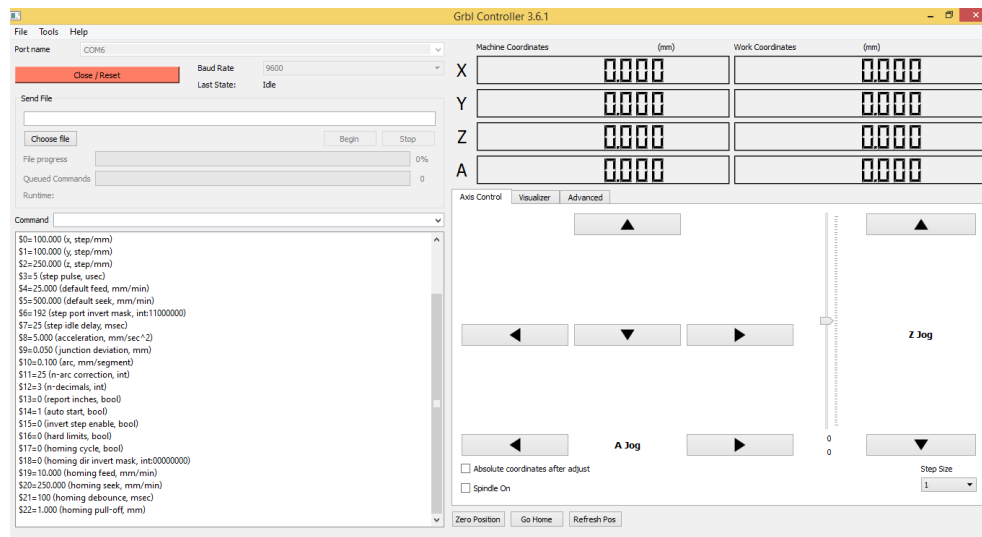 Grbl Controller 3.6.1
File Tools Help
Port name COM6
Close / Reset
Baud Rate 9600
Last State: Idle
Send File
Choose file Begin Stop
File progress 0%
Queued Commands 0
Runtime:
Command
$0=100.000 (x, step/mm)
$1=100.000 (y, step/mm)
$2=250.000 (z, step/mm)
$3=5 (step pulse, usec)
$4=25.000 (default feed, mm/min)
$5=500.000 (default seek, mm/min)
$6=192 (step port invert mask, int:11000000)
$7=25 (step idle delay, msec)
$8=5.000 (acceleration, mm/sec^2)
$9=0.050 (junction deviation, mm)
$10=0.100 (arc, mm/segment)
$11=25 (n-arc correction, int)
$12=3 (n-decimals, int)
$13=0 (report inches, bool)
$14=1 (auto start, bool)
$15=0 (invert step enable, bool)
$16=0 (hard limits, bool)
$17=0 (homing cycle, bool)
$18=0 (homing dir invert mask, int:00000000)
$19=10.000 (homing feed, mm/min)
$20=250.000 (homing seek, mm/min)
$21=100 (homing debounce, msec)
$22=1.000 (homing pull-off, mm)
Machine Coordinates (mm) Work Coordinates (mm)
X 0.000 0.000
Y 0.000 0.000
Z 0.000 0.000
A 0.000 0.000
Axis Control Visualizer Advanced
Z Jog
A Jog
0
0
Absolute coordinates after adjust
Spindle On
Step Size
1
Zero Position Go Home Refresh Pos